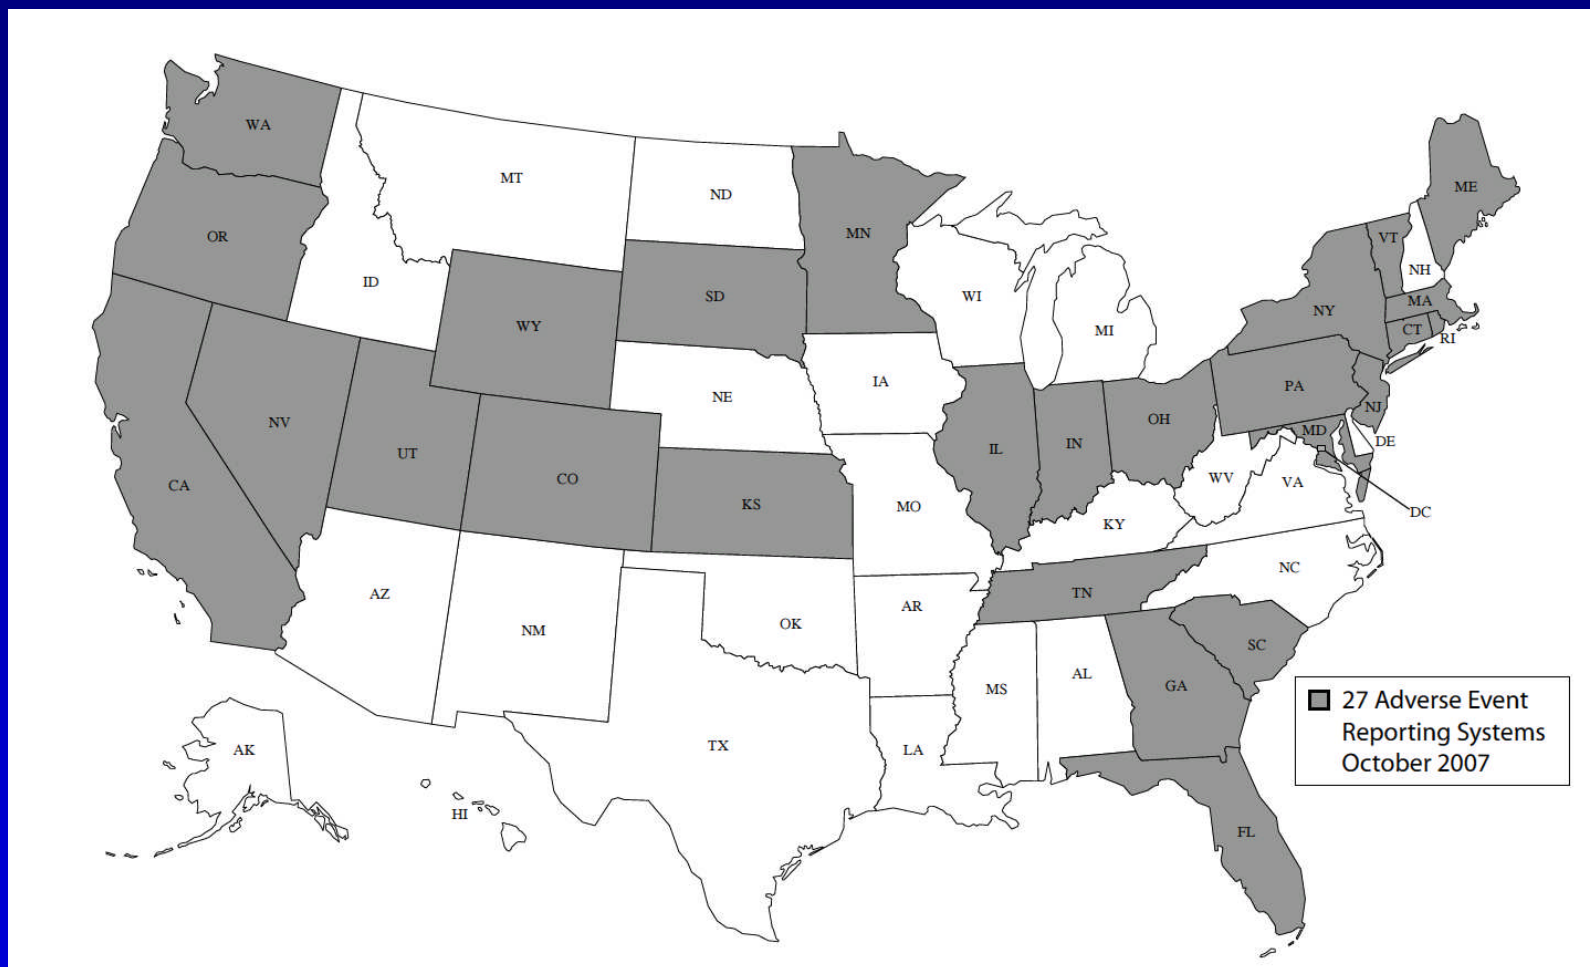 WA
ME
MT
ND
MN
OR
VT
NH
ID
SD
WI
MA
NY
WY
MI
CT
RI
IA
PA
NE
NJ
OH
NV
MD
DE
IN
IL
UT
CO
WV
VA
CA
KS
MO
DC
KY
NC
AZ
TN
AR
OK
NM
SC
AL
GA
MS
27 Adverse Event
Reporting Systems
October 2007
TX
AK
LA
HI
FL